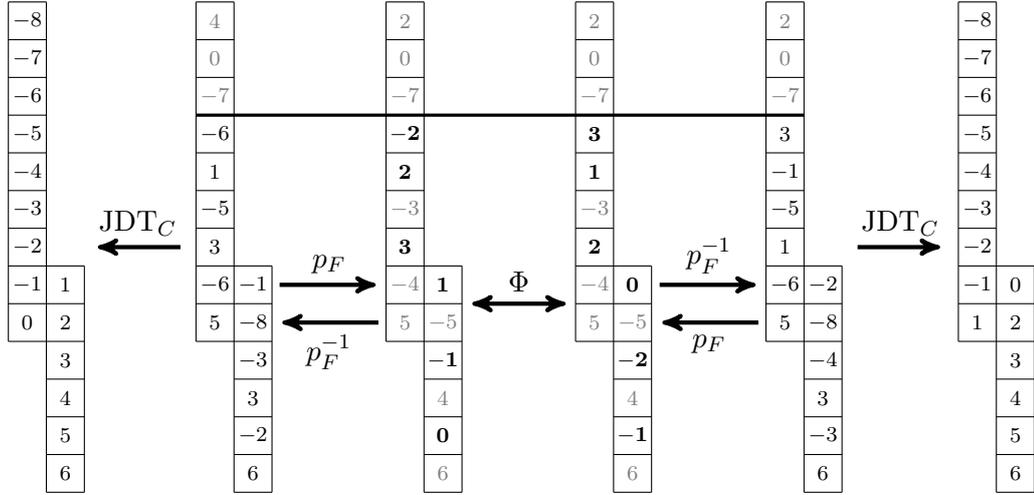 −8 4 2 2 2 −8
−7 0 0 0 0 −7
−6 −7 −7 −7 −7 −6
−5 −6 −2 3 3 −5
−4 1 2 1 −1 −4
−3 −5 −3 −3 −5 −3
JDT_C JDT_C
−2 3 3 2 1 −2
p_F p_F^{-1}
−1 1 −6 −1 −4 1 −4 0 −6 −2 −1 0
Φ
0 2 5 −8 5 −5 5 −5 5 −8 1 2
p_F^{-1} p_F
3 −3 −1 −2 −4 3
4 3 4 4 3 4
5 −2 0 −1 −3 5
6 6 6 6 6 6